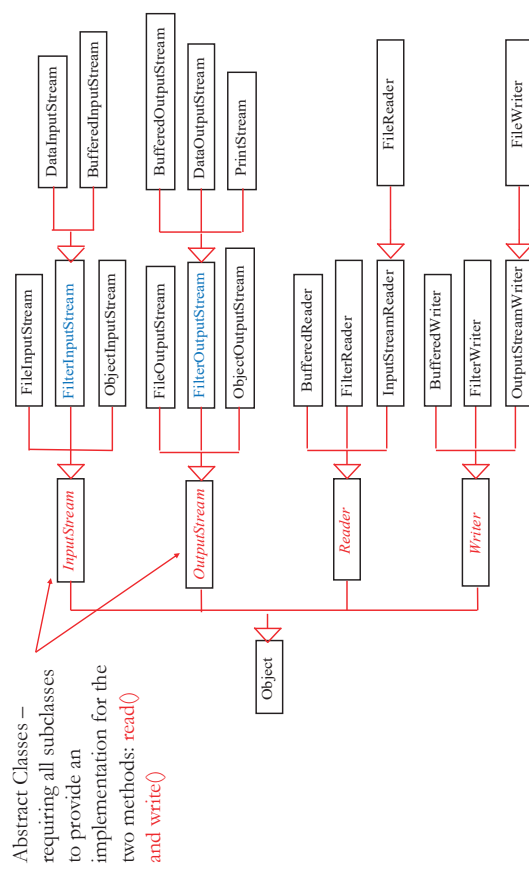 Abstract Classes –
requiring all subclasses
to provide an
implementation for the
two methods: read()
and write()
Object
InputStream
OutputStream
Reader
Writer
FileInputStream
FilterInputStream
ObjectInputStream
FileOutputStream
FilterOutputStream
ObjectOutputStream
BufferedReader
FilterReader
InputStreamReader
BufferedWriter
FilterWriter
OutputStreamWriter
DataInputStream
BufferedInputStream
BufferedOutputStream
DataOutputStream
PrintStream
FileReader
FileWriter